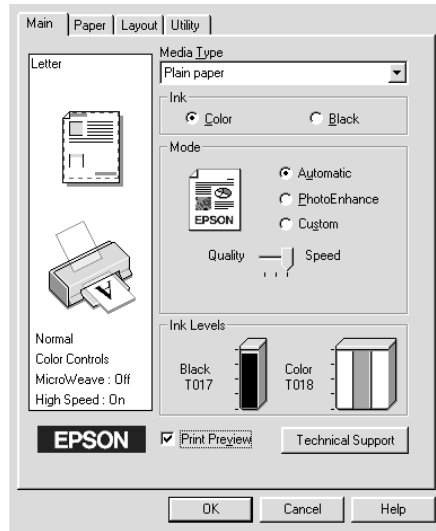 Main Paper Layout Utility
Letter
Media Type
Plain paper
Ink
Color Black
Mode
EPSON
Automatic
PhotoEnhance
Custom
Quality Speed
A
Normal
Color Controls
MicroWeave : Off
High Speed : On
Ink Levels
Black
T017
Color
T018
EPSON
Print Preview
Technical Support
OK Cancel Help